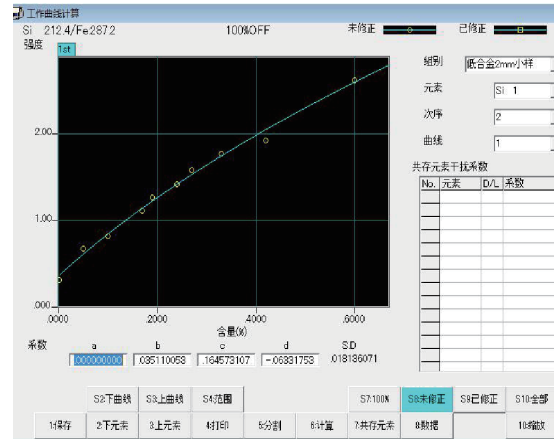 工作曲线计算
Si 212.4/Fe287.2 100%OFF 未修正 已修正
强度
1st
2.00
1.00
.000
.0000 .2000 .4000 .6000
含量(%)
组别 低合金2mm小样
元素 Si 1
次序 2
曲线 1
共存元素干扰系数
No. 元素 D/L 系数
系数 a b c d S.D
.000000000 .035110053 .164573107 -.06331753 .018136071
S2:下曲线 S3:上曲线 S4:范围 S7:100% S8:未修正 S9:已修正 S10:全部
1:保存 2:下元素 3:上元素 4:打印 5:分割 6:计算 7:共存元素 8:数据 10:缩放